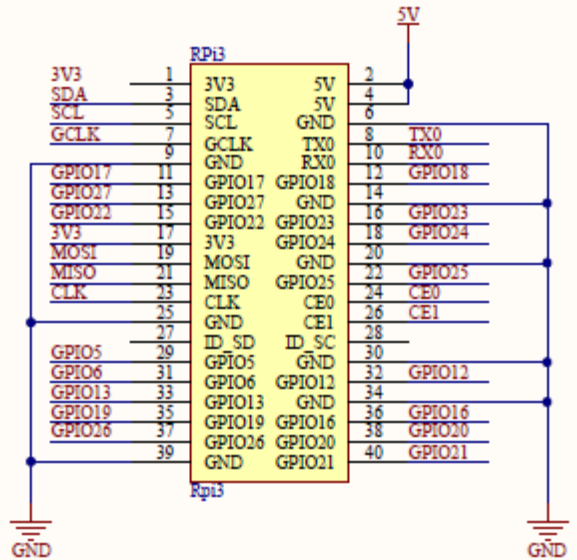 5V
RPi3
3V3 1 3V3 5V 2
SDA 3 SDA 5V 4
SCL 5 SCL GND 6
GCLK 7 GCLK TX0 8 TX0
9 GND RX0 10 RX0
GPIO17 11 GPIO17 GPIO18 12 GPIO18
GPIO27 13 GPIO27 GND 14
GPIO22 15 GPIO22 GPIO23 16 GPIO23
3V3 17 3V3 GPIO24 18 GPIO24
MOSI 19 MOSI GND 20
MISO 21 MISO GPIO25 22 GPIO25
CLK 23 CLK CE0 24 CE0
25 GND CE1 26 CE1
27 ID_SD ID_SC 28
GPIO5 29 GPIO5 GND 30
GPIO6 31 GPIO6 GPIO12 32 GPIO12
GPIO13 33 GPIO13 GND 34
GPIO19 35 GPIO19 GPIO16 36 GPIO16
GPIO26 37 GPIO26 GPIO20 38 GPIO20
39 GND GPIO21 40 GPIO21
Rpi3
GND GND